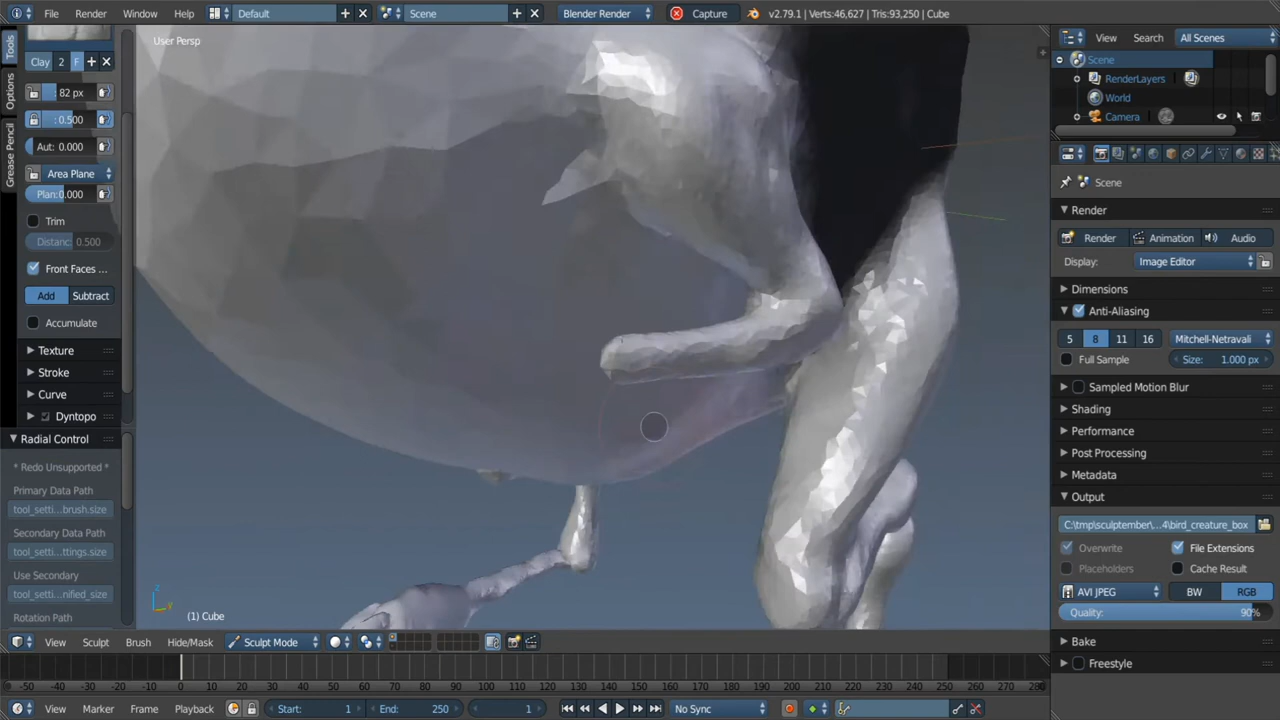 File Render Window Help Default Scene Blender Render Capture v2.79.1 | Verts:46,627 | Tris:93,250 | Cube
View Search All Scenes
Scene
RenderLayers
World
Camera
Tools
Options
Grease Pencil
Clay 2 F
: 82 px
: 0.500
Aut: 0.000
Area Plane
Plan:0.000
Trim
Distanc: 0.500
Front Faces ...
Add Subtract
Accumulate
Texture
Stroke
Curve
Dyntopo
Radial Control
* Redo Unsupported *
Primary Data Path
tool_setti...brush.size
Secondary Data Path
tool_setti...ttings.size
Use Secondary
tool_setti...nified_size
Rotation Path
User Persp
(1) Cube
Scene
Render
Render Animation Audio
Display: Image Editor
Dimensions
Anti-Aliasing
5 8 11 16 Mitchell-Netravali
Full Sample Size: 1.000 px
Sampled Motion Blur
Shading
Performance
Post Processing
Metadata
Output
C:\tmp\sculptember\...4\bird_creature_box
Overwrite File Extensions
Placeholders Cache Result
AVI JPEG BW RGB
Quality: 90%
Bake
Freestyle
View Sculpt Brush Hide/Mask Sculpt Mode
-50 -40 -30 -20 -10 0 10 20 30 40 50 60 70 80 90 100 110 120 130 140 150 160 170 180 190 200 210 220 230 240 250 260 270 280
View Marker Frame Playback Start: 1 End: 250 1 No Sync